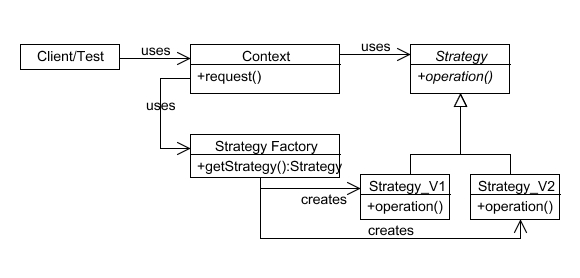 Client/Test
uses
Context
+request()
uses
Strategy
+operation()
uses
Strategy Factory
+getStrategy():Strategy
creates
Strategy_V1
+operation()
Strategy_V2
+operation()
creates